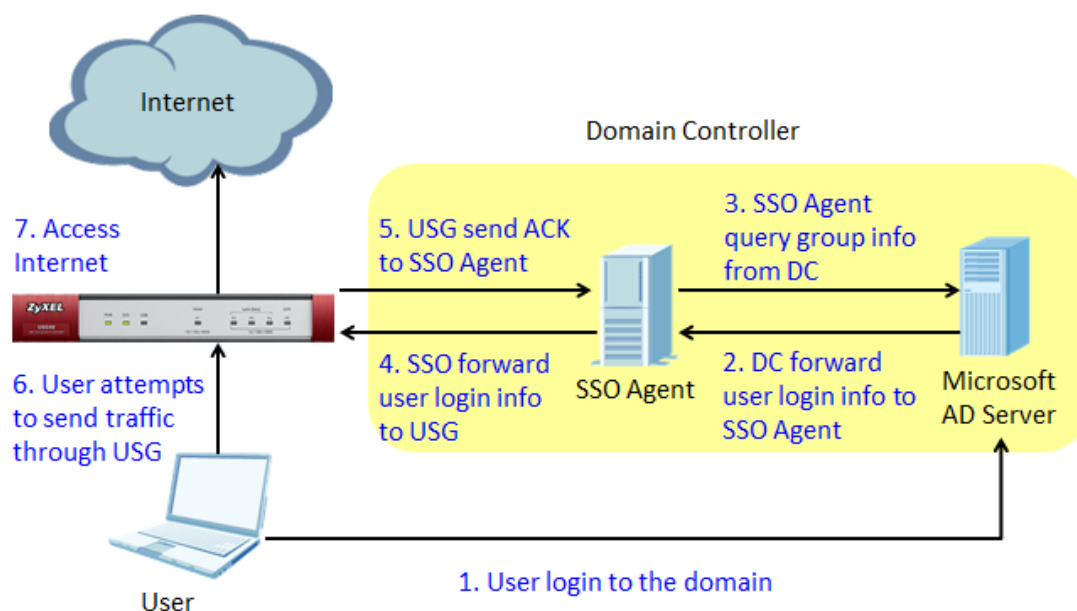 Internet
Domain Controller
7. Access
Internet
5. USG send ACK
to SSO Agent
3. SSO Agent
query group info
from DC
ZyXEL
6. User attempts
to send traffic
through USG
4. SSO forward
user login info
to USG
SSO Agent
2. DC forward
user login info to
SSO Agent
Microsoft
AD Server
1. User login to the domain
User